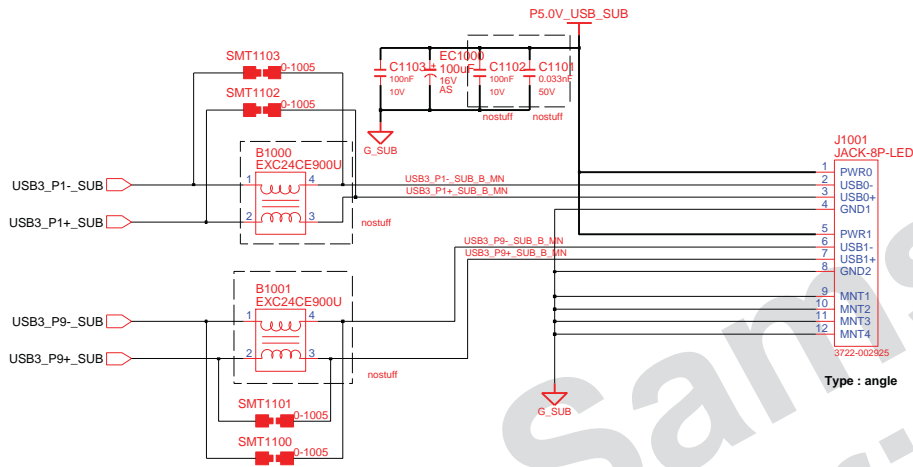 P5.0V_USB_SUB
SMT1103
0-1005
SMT1102
0-1005
C1103
100nF
10V
EC1000
100uF
16V
AS
C1102
100nF
10V
C1101
0.033nF
50V
nostuff
nostuff
G_SUB
B1000
EXC24CE900U
1
4
2
3
nostuff
USB3_P1-_SUB
USB3_P1+_SUB
USB3_P1-_SUB_B_MN
USB3_P1+_SUB_B_MN
J1001
JACK-8P-LED
1 PWR0
2 USB0-
3 USB0+
4 GND1
5 PWR1
6 USB1-
7 USB1+
8 GND2
9 MNT1
10 MNT2
11 MNT3
12 MNT4
3722-002925
Type : angle
USB3_P9-_SUB_B_MN
USB3_P9+_SUB_B_MN
B1001
EXC24CE900U
1
4
2
3
nostuff
USB3_P9-_SUB
USB3_P9+_SUB
SMT1101
0-1005
SMT1100
0-1005
G_SUB
Sams